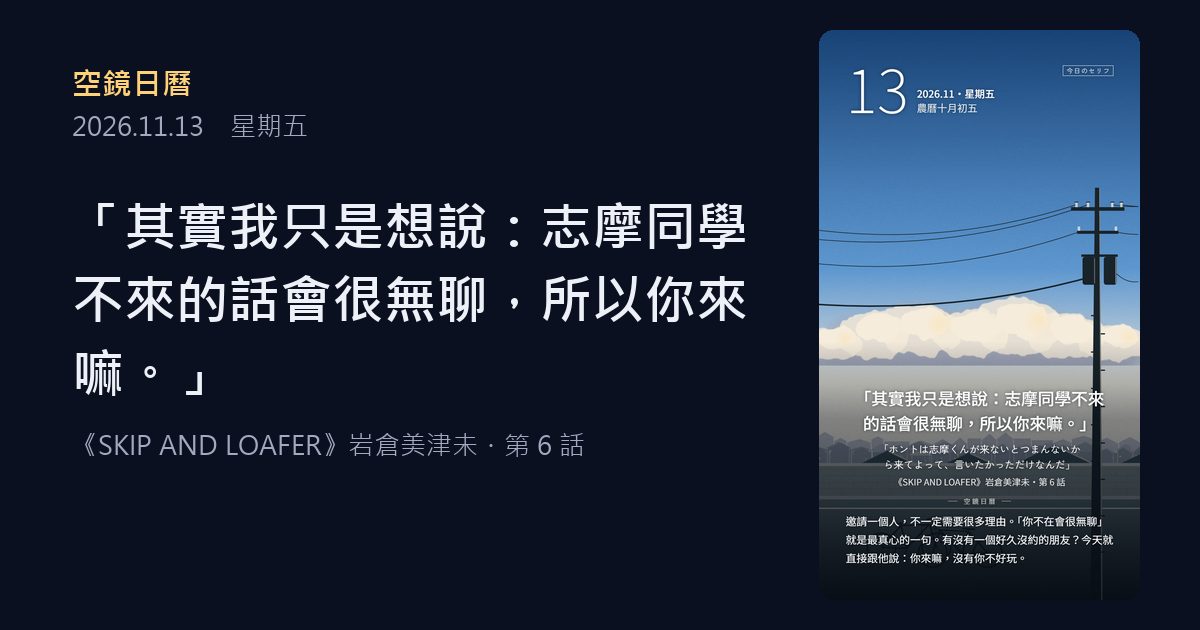 空鏡日曆
2026.11.13　星期五
「其實我只是想說：志摩同學
不來的話會很無聊，所以你來
嘛。」
《SKIP AND LOAFER》岩倉美津未・第 6 話
13
今日のセリフ
2026.11・星期五
農曆十月初五
「其實我只是想說：志摩同學不來
的話會很無聊，所以你來嘛。」
「ホントは志摩くんが来ないとつまんないか
ら来てよって、言いたかっただけなんだ」
《SKIP AND LOAFER》岩倉美津未・第 6 話
— 空鏡日曆 —
邀請一個人，不一定需要很多理由。「你不在會很無聊」
就是最真心的一句。有沒有一個好久沒約的朋友？今天就
直接跟他說：你來嘛，沒有你不好玩。